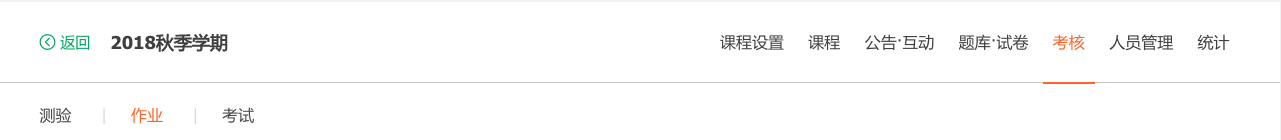 返回 2018秋季学期 课程设置 课程 公告·互动 题库·试卷 考核 人员管理 统计
测验 作业 考试